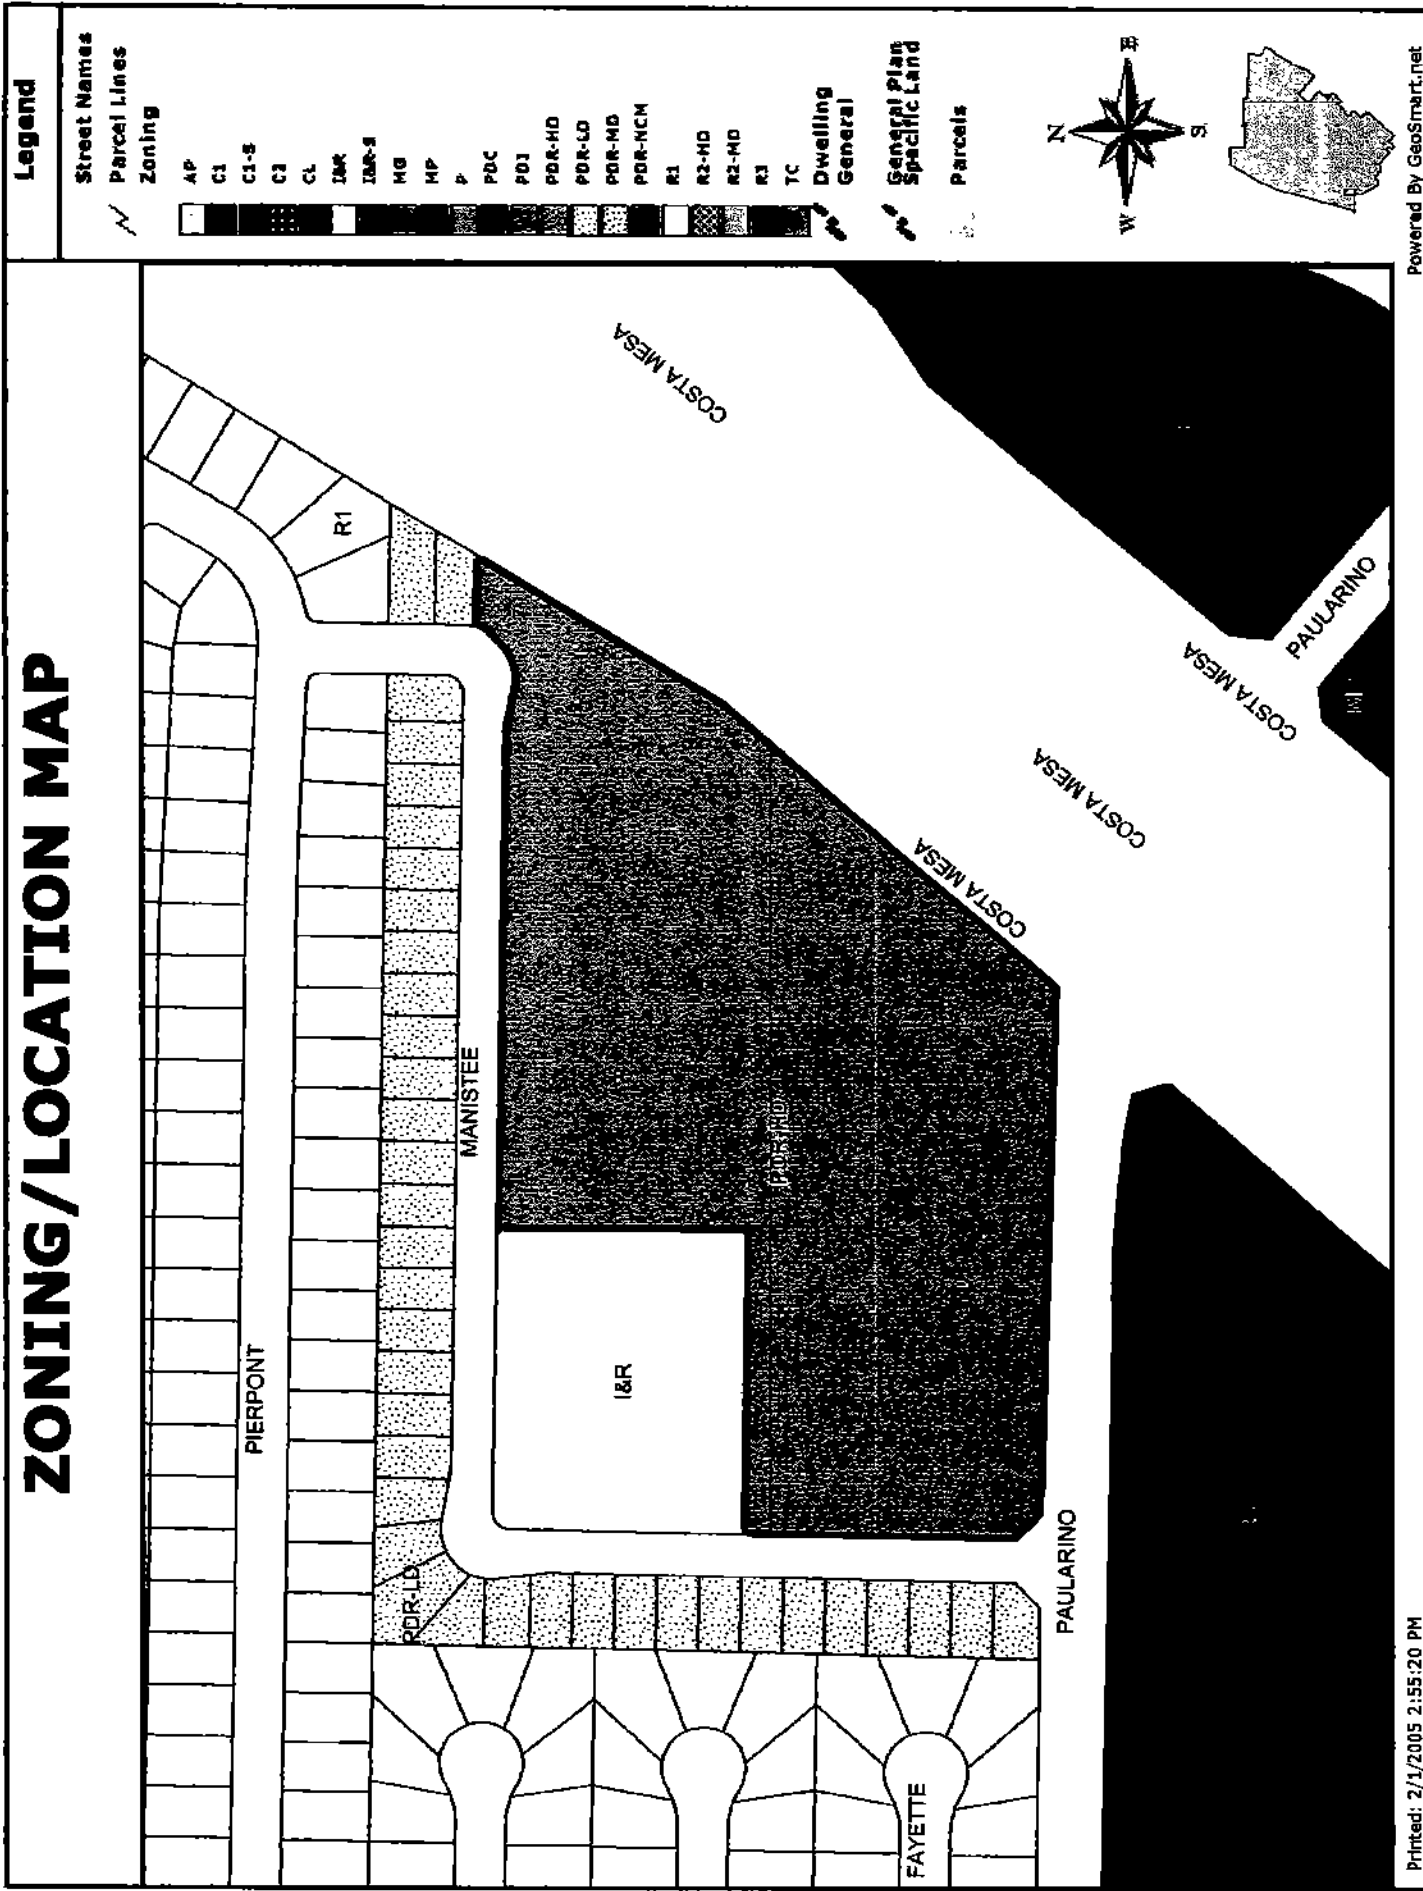 ZONING/LOCATION MAP
Legend
Street Names
Parcel Lines
Zoning
AP
C1
C1-S
C2
CL
I&R
I&R-S
MG
MP
P
PDC
PDI
PDR-HD
PDR-LD
PDR-MD
PDR-NCM
R1
R2-HD
R2-MD
R3
TC
Dwelling
General
General Plan
Specific Land
Parcels
N
W
E
S
R1
COSTA MESA
PIERPONT
MANISTEE
PDR-LD
I&R
COSTA MESA
COSTA MESA
COSTA MESA
PAULARINO
PAULARINO
FAYETTE
Printed: 2/1/2005 2:55:20 PM
Powered By GeoSmart.net